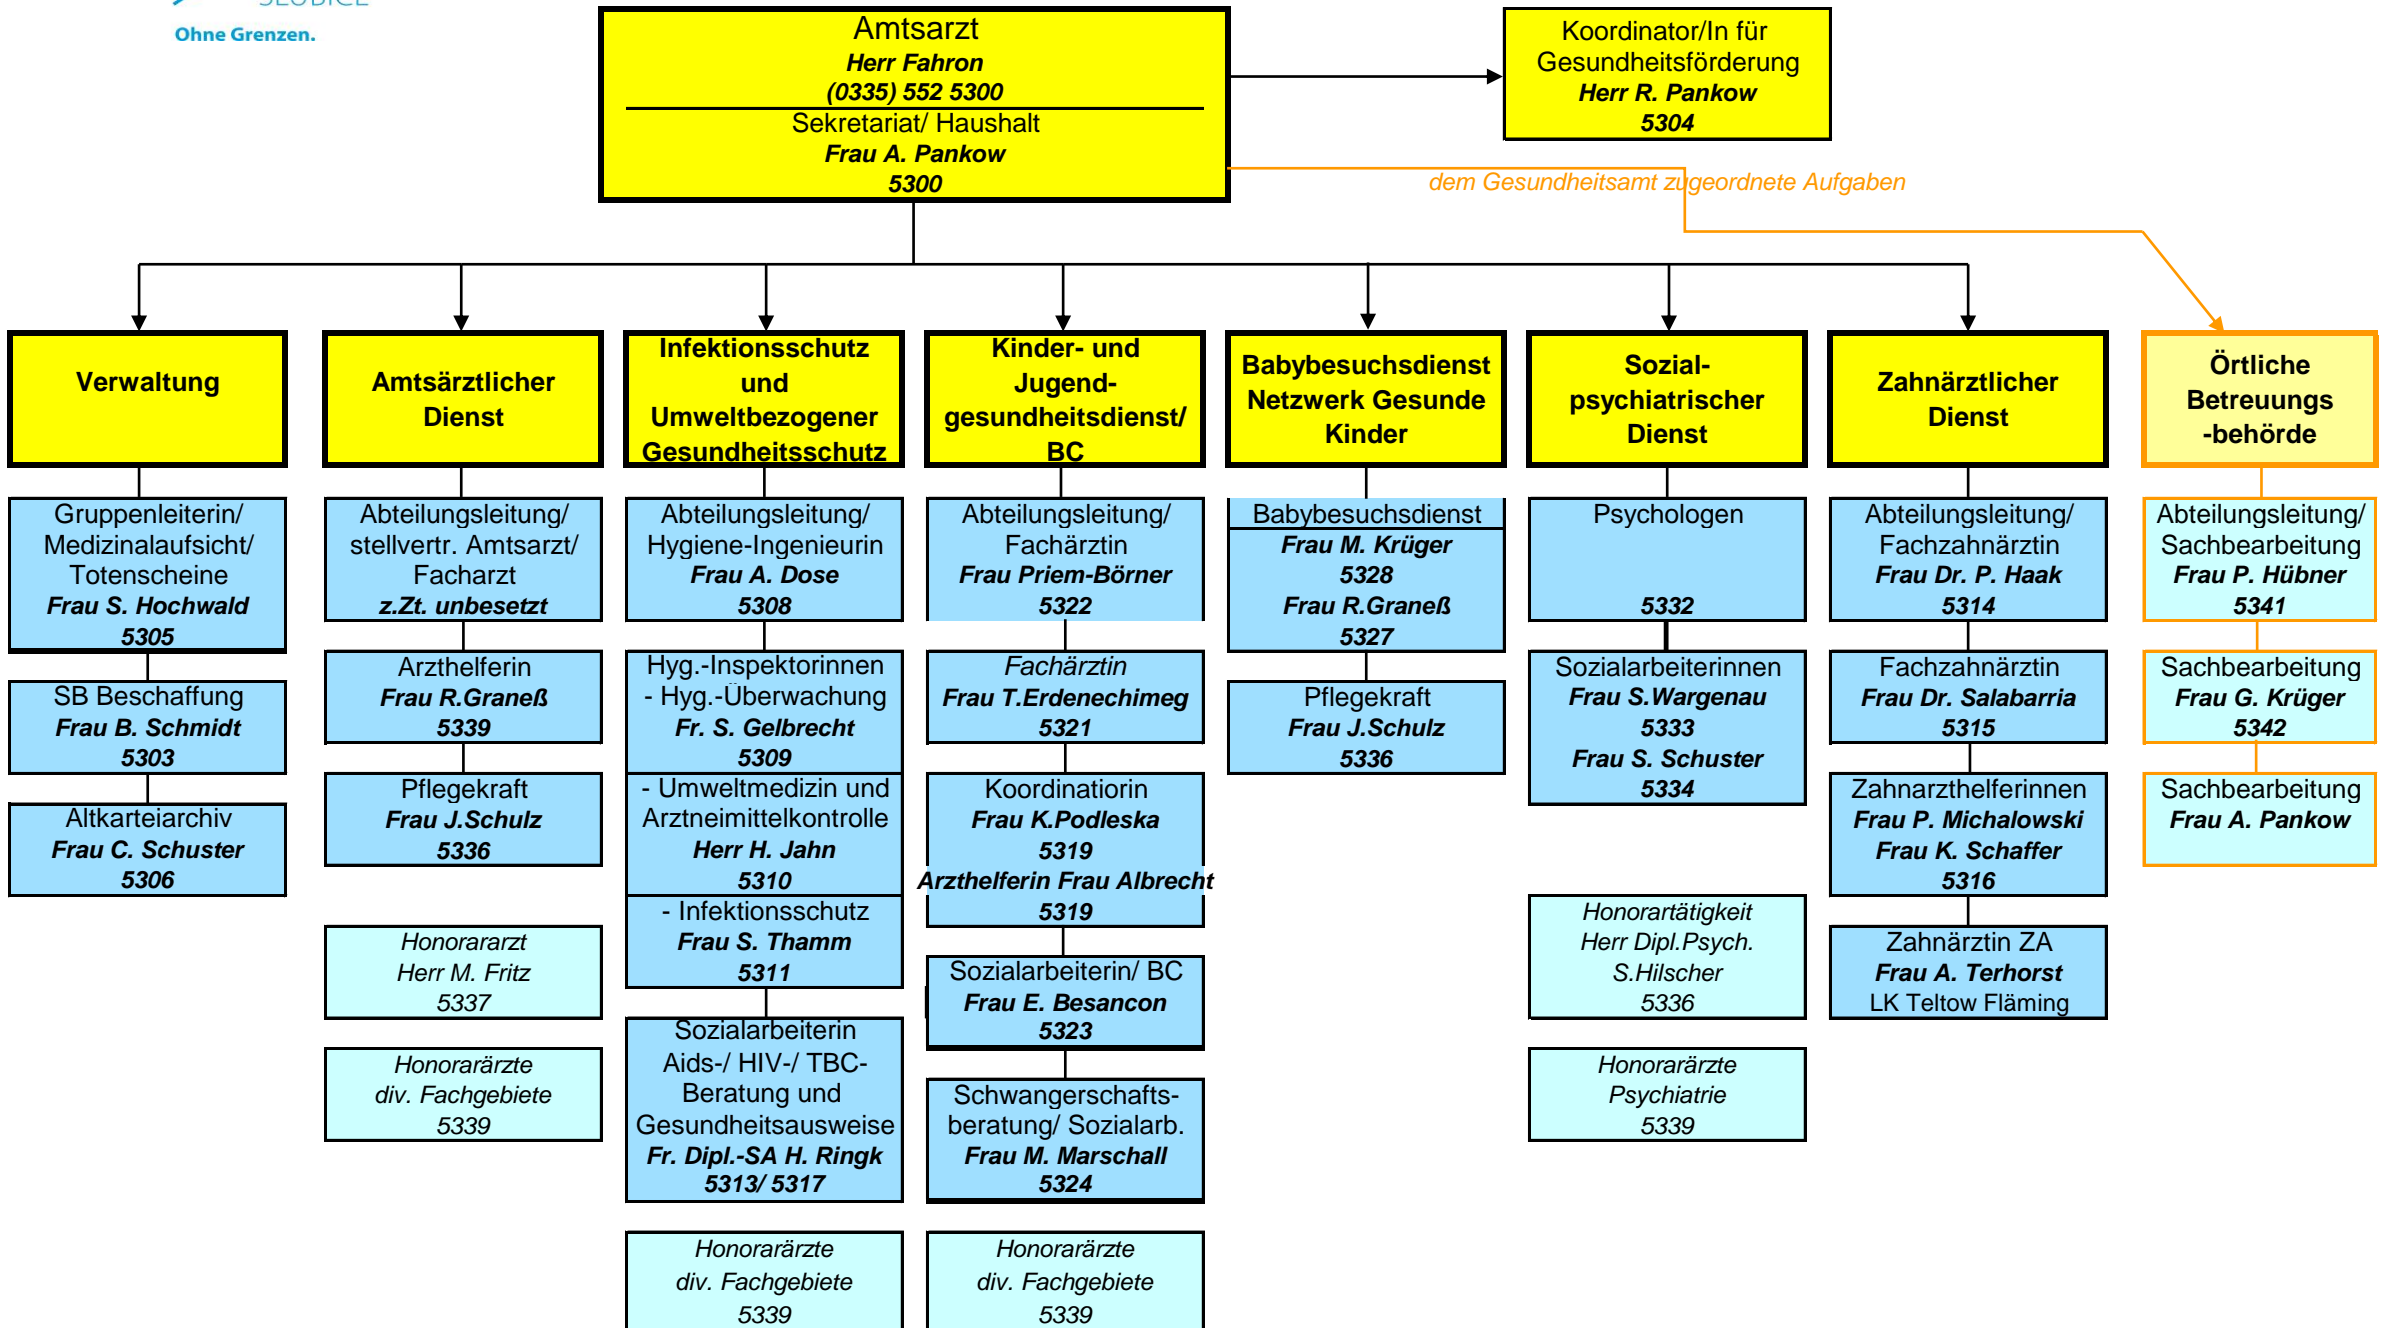 SŁUBICE
Ohne Grenzen.
Amtsarzt
Herr Fahron
(0335) 552 5300
Sekretariat/ Haushalt
Frau A. Pankow
5300
Koordinator/In für
Gesundheitsförderung
Herr R. Pankow
5304
dem Gesundheitsamt zugeordnete Aufgaben
Verwaltung
Gruppenleiterin/
Medizinalaufsicht/
Totenscheine
Frau S. Hochwald
5305
SB Beschaffung
Frau B. Schmidt
5303
Altkarteiarchiv
Frau C. Schuster
5306
Amtsärztlicher
Dienst
Abteilungsleitung/
stellvertr. Amtsarzt/
Facharzt
z.Zt. unbesetzt
Arzthelferin
Frau R.Graneß
5339
Pflegekraft
Frau J.Schulz
5336
Honorararzt
Herr M. Fritz
5337
Honorarärzte
div. Fachgebiete
5339
Infektionsschutz
und
Umweltbezogener
Gesundheitsschutz
Abteilungsleitung/
Hygiene-Ingenieurin
Frau A. Dose
5308
Hyg.-Inspektorinnen
- Hyg.-Überwachung
Fr. S. Gelbrecht
5309
- Umweltmedizin und
Arztneimittelkontrolle
Herr H. Jahn
5310
- Infektionsschutz
Frau S. Thamm
5311
Sozialarbeiterin
Aids-/ HIV-/ TBC-
Beratung und
Gesundheitsausweise
Fr. Dipl.-SA H. Ringk
5313/ 5317
Honorarärzte
div. Fachgebiete
5339
Kinder- und
Jugend-
gesundheitsdienst/
BC
Abteilungsleitung/
Fachärztin
Frau Priem-Börner
5322
Fachärztin
Frau T.Erdenechimeg
5321
Koordinatiorin
Frau K.Podleska
5319
Arzthelferin Frau Albrecht
5319
Sozialarbeiterin/ BC
Frau E. Besancon
5323
Schwangerschafts-
beratung/ Sozialarb.
Frau M. Marschall
5324
Honorarärzte
div. Fachgebiete
5339
Babybesuchsdienst
Netzwerk Gesunde
Kinder
Babybesuchsdienst
Frau M. Krüger
5328
Frau R.Graneß
5327
Pflegekraft
Frau J.Schulz
5336
Sozial-
psychiatrischer
Dienst
Psychologen
5332
Sozialarbeiterinnen
Frau S.Wargenau
5333
Frau S. Schuster
5334
Honorartätigkeit
Herr Dipl.Psych.
S.Hilscher
5336
Honorarärzte
Psychiatrie
5339
Zahnärztlicher
Dienst
Abteilungsleitung/
Fachzahnärztin
Frau Dr. P. Haak
5314
Fachzahnärztin
Frau Dr. Salabarria
5315
Zahnarzthelferinnen
Frau P. Michalowski
Frau K. Schaffer
5316
Zahnärztin ZA
Frau A. Terhorst
LK Teltow Fläming
Örtliche
Betreuungs
-behörde
Abteilungsleitung/
Sachbearbeitung
Frau P. Hübner
5341
Sachbearbeitung
Frau G. Krüger
5342
Sachbearbeitung
Frau A. Pankow